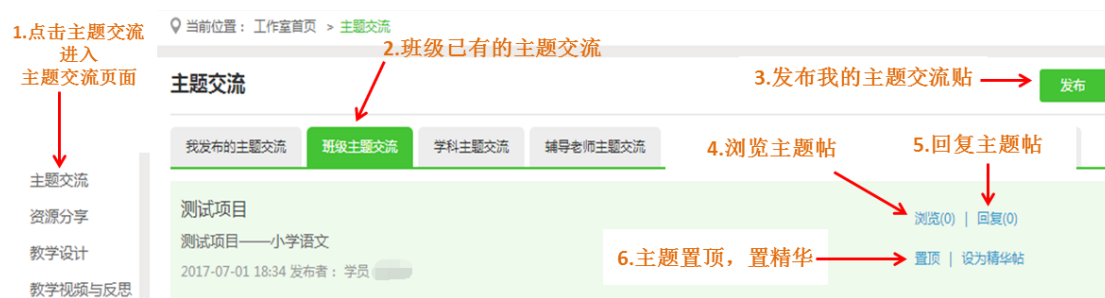 1.点击主题交流
进入
主题交流页面
当前位置： 工作室首页 > 主题交流
2.班级已有的主题交流
主题交流
3.发布我的主题交流贴
发布
我发布的主题交流
班级主题交流
学科主题交流
辅导老师主题交流
4.浏览主题帖
5.回复主题帖
主题交流
资源分享
教学设计
教学视频与反思
测试项目
浏览(0) | 回复(0)
测试项目——小学语文
6.主题置顶，置精华
置顶 | 设为精华帖
2017-07-01 18:34 发布者： 学员